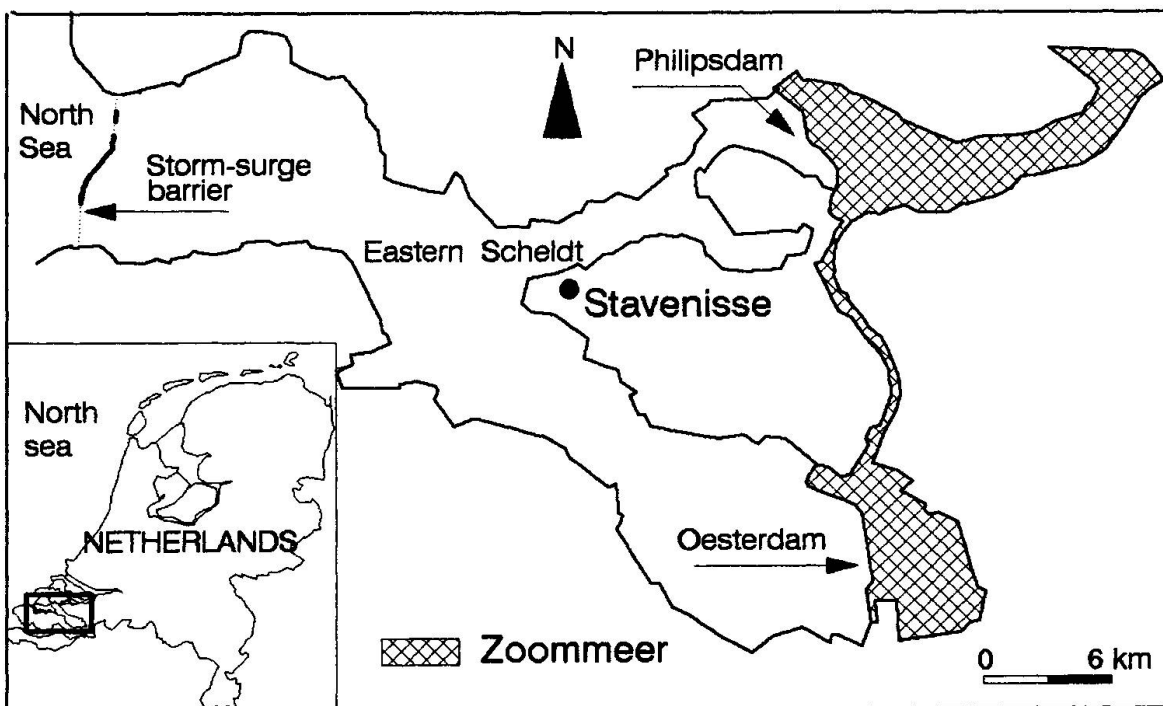 N
Philipsdam
North
Sea
Storm-surge
barrier
Eastern Scheldt
Stavenisse
North
sea
NETHERLANDS
Oesterdam
Zoommeer
0 6 km